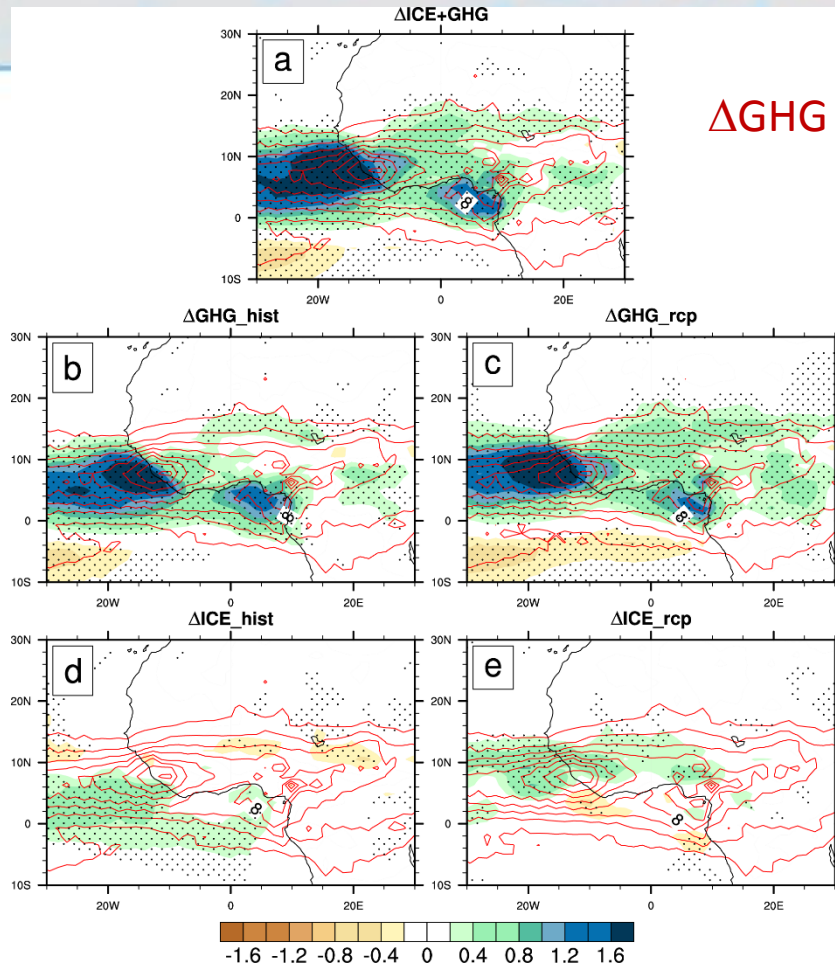 ΔICE+GHG
a
30N
20N
10N
0
10S
20W
0
20E
8
ΔGHG
ΔGHG_hist
b
30N
20N
10N
0
10S
20W
0
20E
8
ΔGHG_rcp
c
30N
20N
10N
0
10S
20W
0
20E
8
ΔICE_hist
d
30N
20N
10N
0
10S
20W
0
20E
8
ΔICE_rcp
e
30N
20N
10N
0
10S
20W
0
20E
8
-1.6 -1.2 -0.8 -0.4 0 0.4 0.8 1.2 1.6